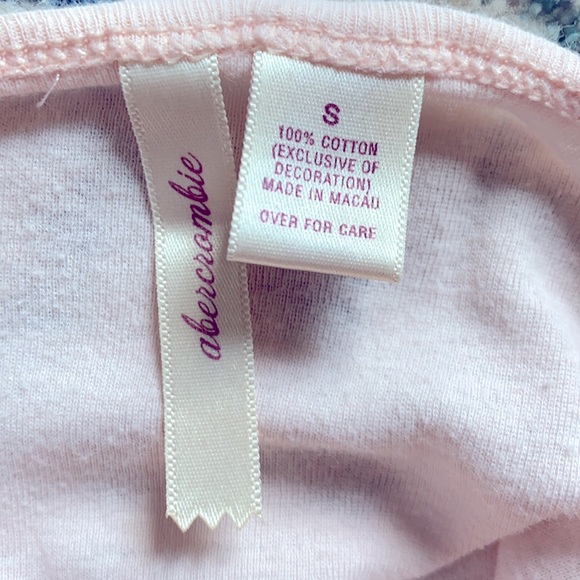 abercrombie
S
100% COTTON
(EXCLUSIVE OF
DECORATION)
MADE IN MACAU
OVER FOR CARE